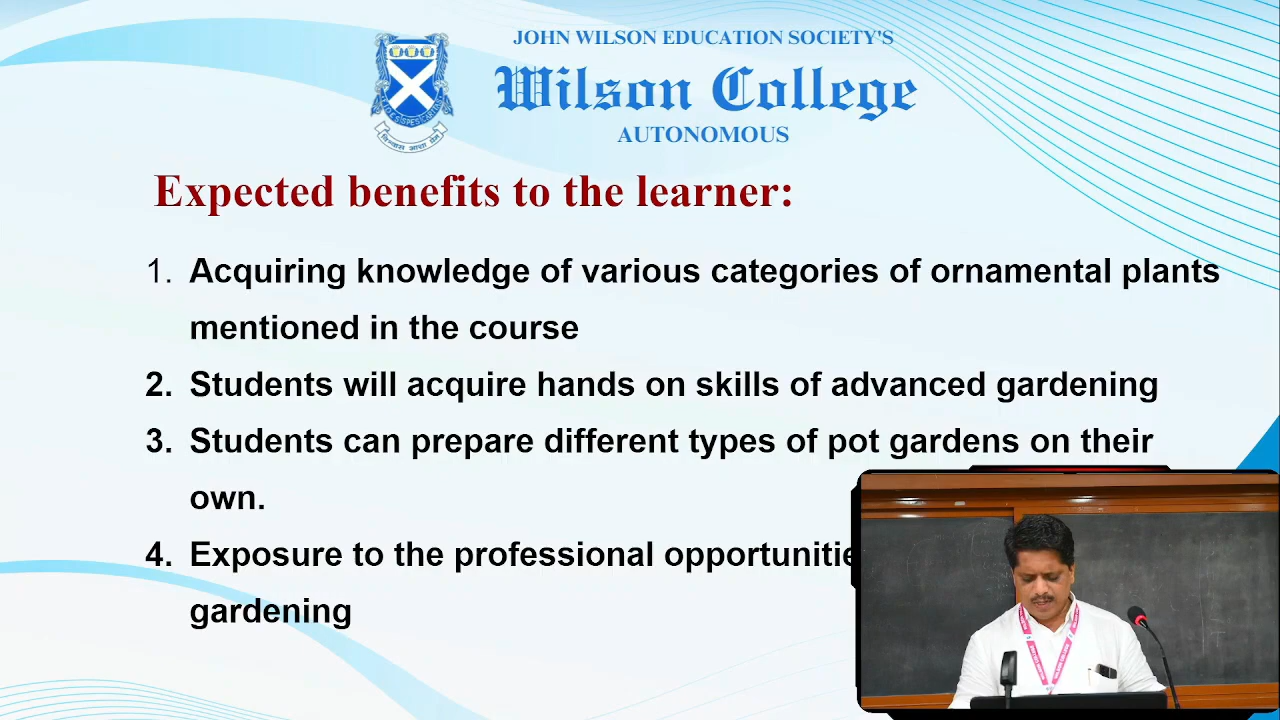 JOHN WILSON EDUCATION SOCIETY'S
Wilson College
AUTONOMOUS
Expected benefits to the learner:
1. Acquiring knowledge of various categories of ornamental plants
mentioned in the course
2. Students will acquire hands on skills of advanced gardening
3. Students can prepare different types of pot gardens on their
own.
4. Exposure to the professional
gardening